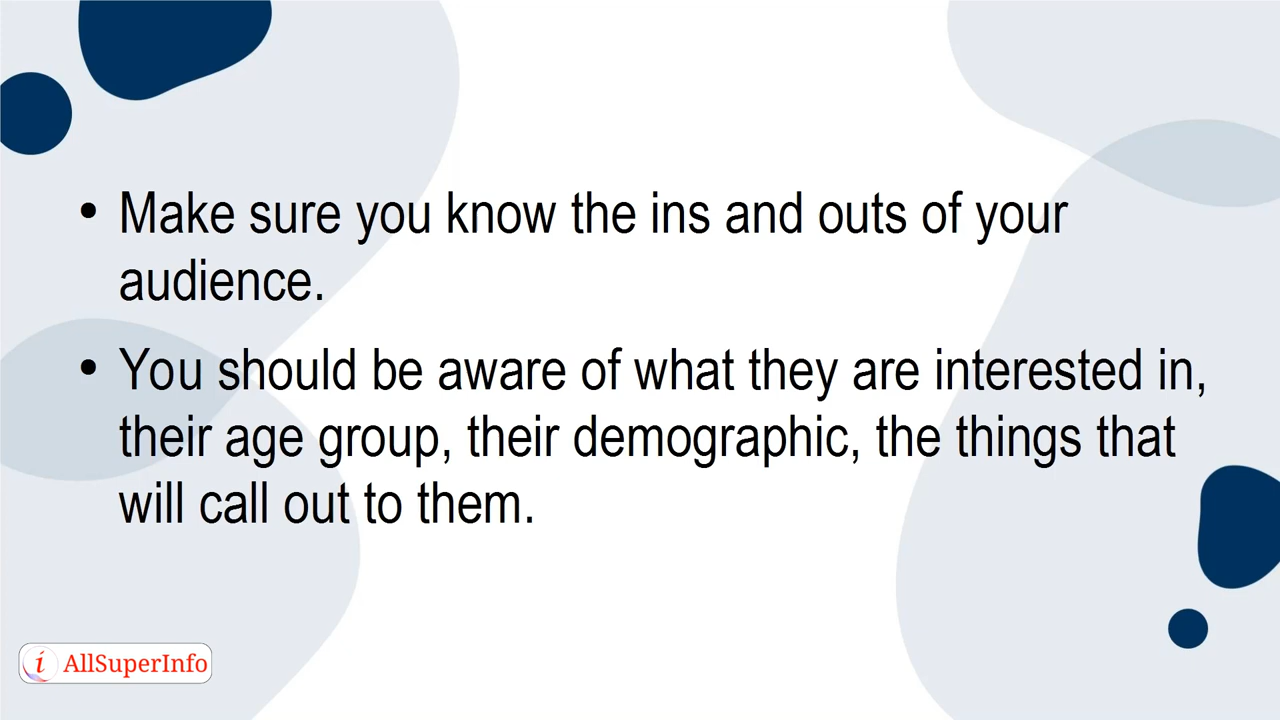 • Make sure you know the ins and outs of your
audience.
• You should be aware of what they are interested in,
their age group, their demographic, the things that
will call out to them.
i AllSuperInfo